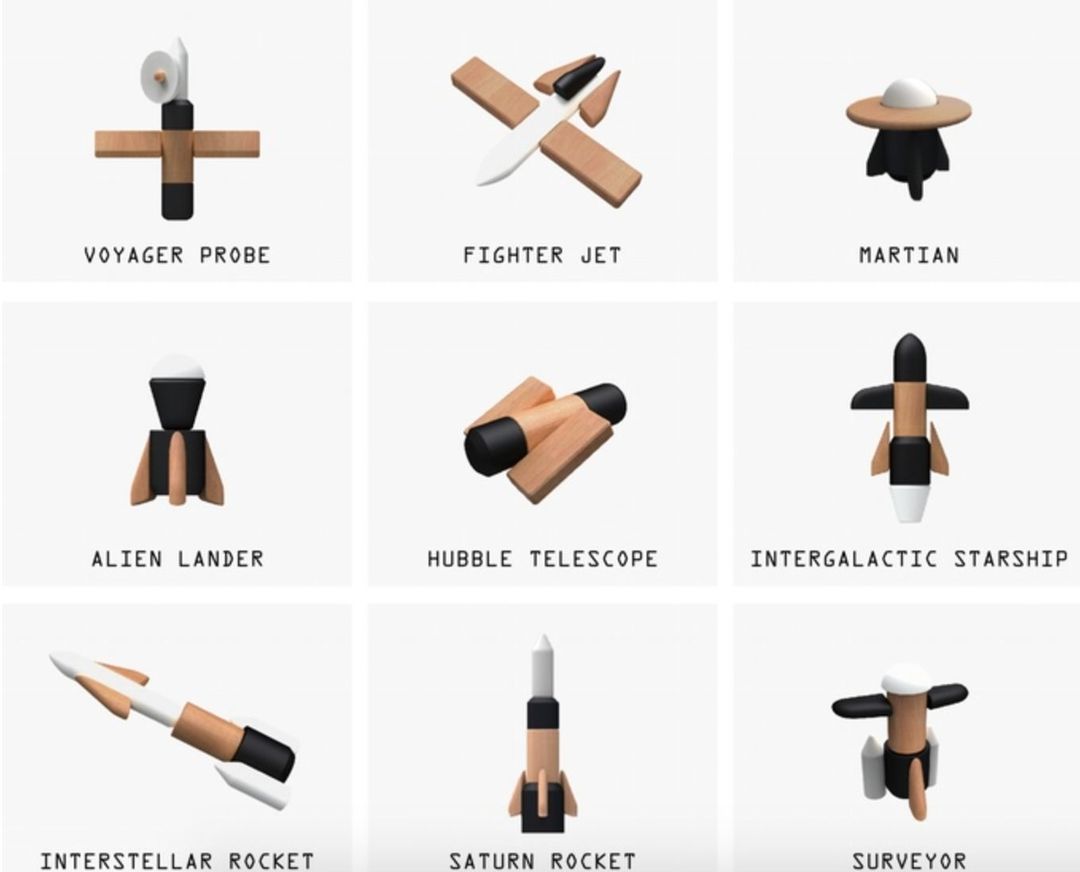 VOYAGER PROBE
FIGHTER JET
MARTIAN
ALIEN LANDER
HUBBLE TELESCOPE
INTERGALACTIC STARSHIP
INTERSTELLAR ROCKET
SATURN ROCKET
SURVEYOR